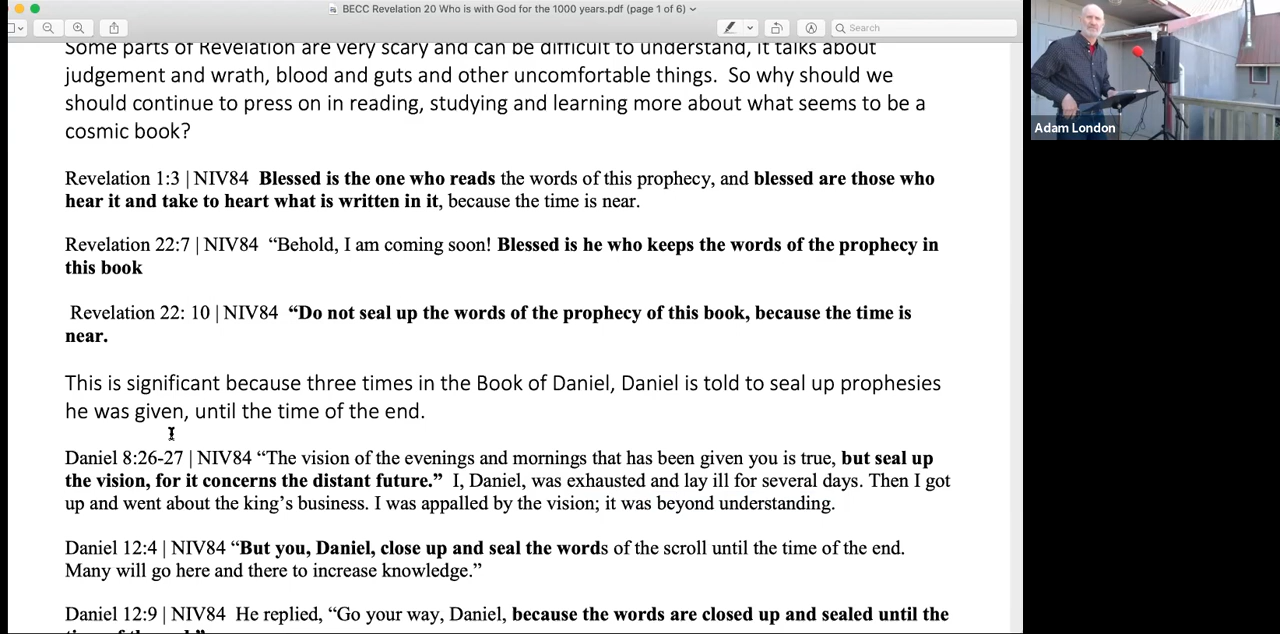 BECC Revelation 20 Who is with God for the 1000 years.pdf (page 1 of 6)
Search
Some parts of Revelation are very scary and can be difficult to understand, it talks about
judgement and wrath, blood and guts and other uncomfortable things.  So why should we
should continue to press on in reading, studying and learning more about what seems to be a
cosmic book?
Revelation 1:3 | NIV84  Blessed is the one who reads the words of this prophecy, and blessed are those who
hear it and take to heart what is written in it, because the time is near.
Revelation 22:7 | NIV84  “Behold, I am coming soon! Blessed is he who keeps the words of the prophecy in
this book
Revelation 22: 10 | NIV84  “Do not seal up the words of the prophecy of this book, because the time is
near.
This is significant because three times in the Book of Daniel, Daniel is told to seal up prophesies
he was given, until the time of the end.
Daniel 8:26-27 | NIV84 “The vision of the evenings and mornings that has been given you is true, but seal up
the vision, for it concerns the distant future.”  I, Daniel, was exhausted and lay ill for several days. Then I got
up and went about the king’s business. I was appalled by the vision; it was beyond understanding.
Daniel 12:4 | NIV84 “But you, Daniel, close up and seal the words of the scroll until the time of the end.
Many will go here and there to increase knowledge.”
Daniel 12:9 | NIV84  He replied, “Go your way, Daniel, because the words are closed up and sealed until the
time of the end.”
Adam London